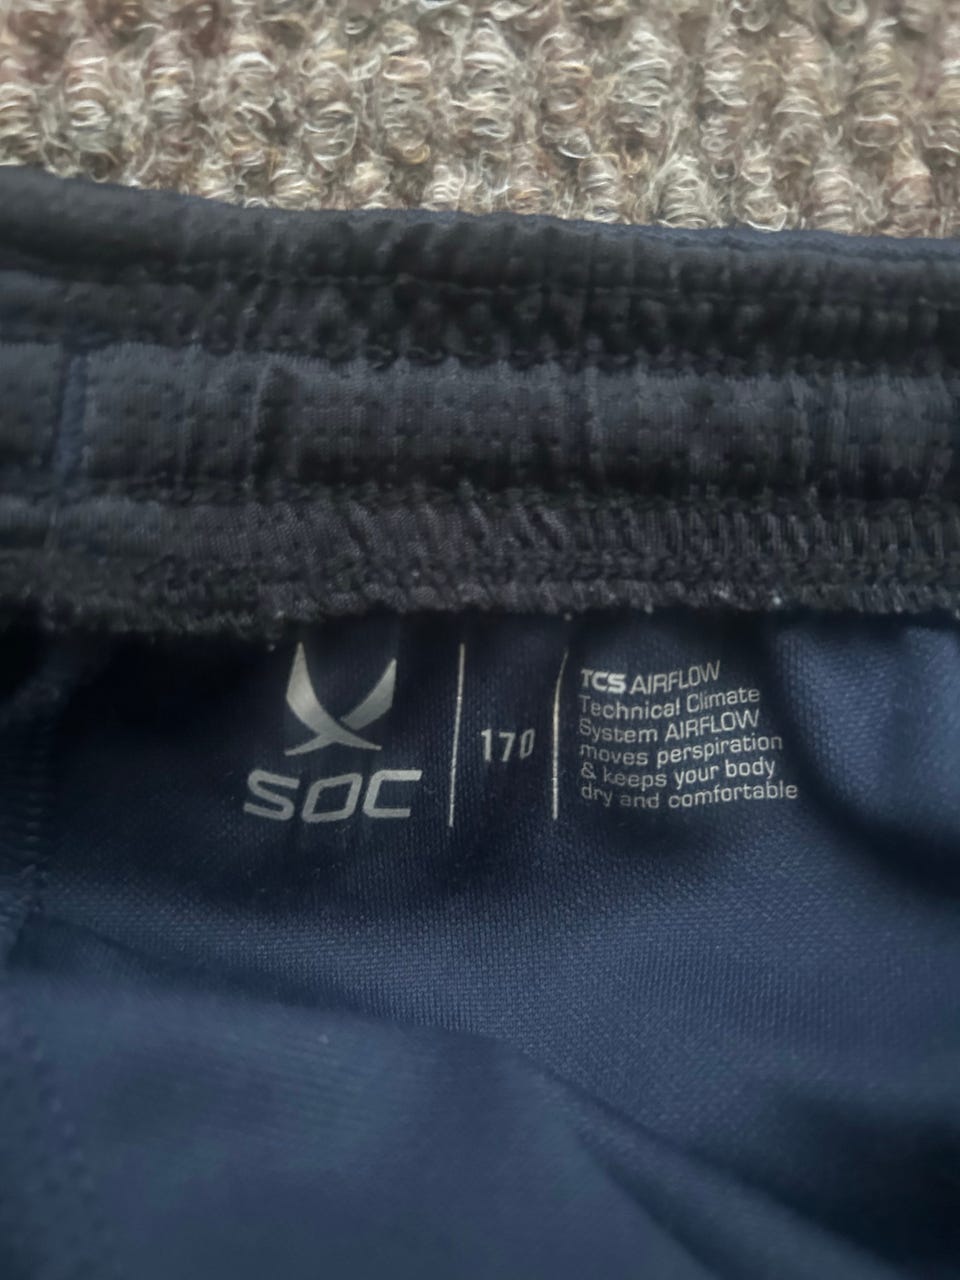 SOC
170
TCS AIRFLOW
Technical Climate
System AIRFLOW
moves perspiration
& keeps your body
dry and comfortable